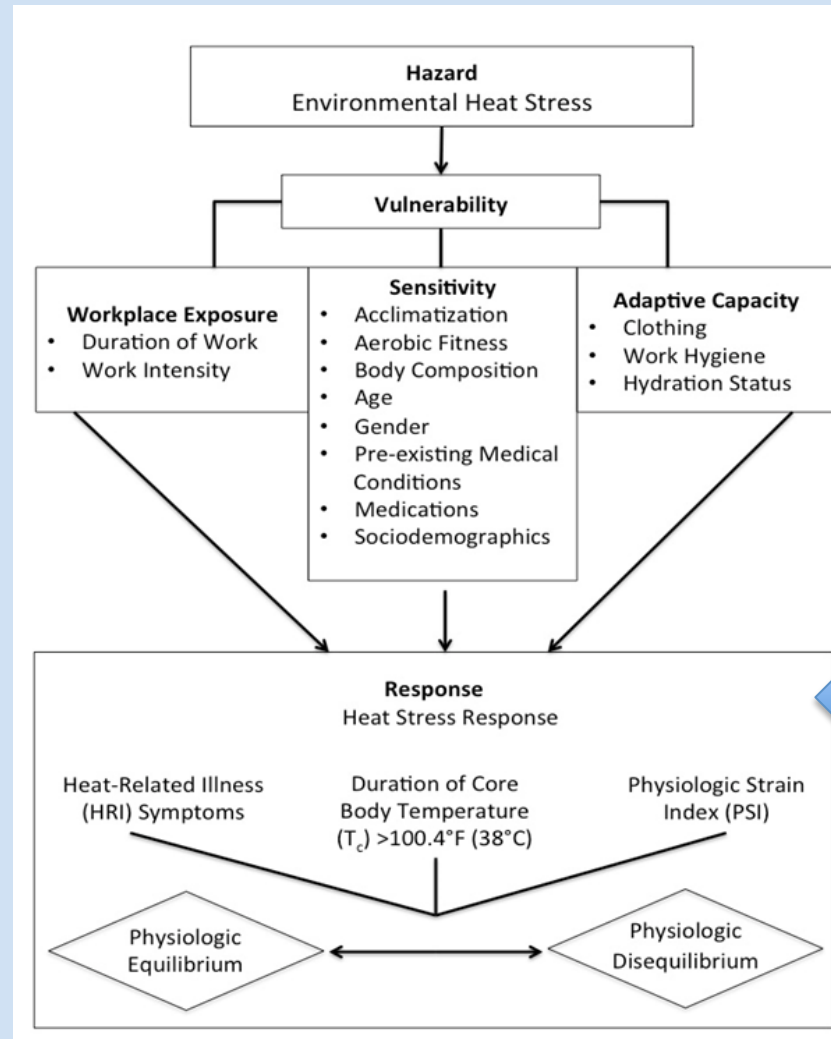 Hazard
Environmental Heat Stress
Vulnerability
Workplace Exposure
• Duration of Work
• Work Intensity
Sensitivity
• Acclimatization
• Aerobic Fitness
• Body Composition
• Age
• Gender
• Pre-existing Medical
Conditions
• Medications
• Sociodemographics
Adaptive Capacity
• Clothing
• Work Hygiene
• Hydration Status
Response
Heat Stress Response
Heat-Related Illness
(HRI) Symptoms
Duration of Core
Body Temperature
(Tc) >100.4°F (38°C)
Physiologic Strain
Index (PSI)
Physiologic
Equilibrium
Physiologic
Disequilibrium